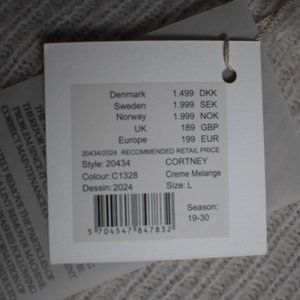 Denmark 1.499 DKK
Sweden 1.999 SEK
Norway 1.999 NOK
UK 189 GBP
Europe 199 EUR
20434/2024 RECOMMENDED RETAIL PRICE
Style: 20434 CORTNEY
Colour: C1328 Creme Melange
Dessin: 2024 Size: L
Season:
19-30
5 704547 847832